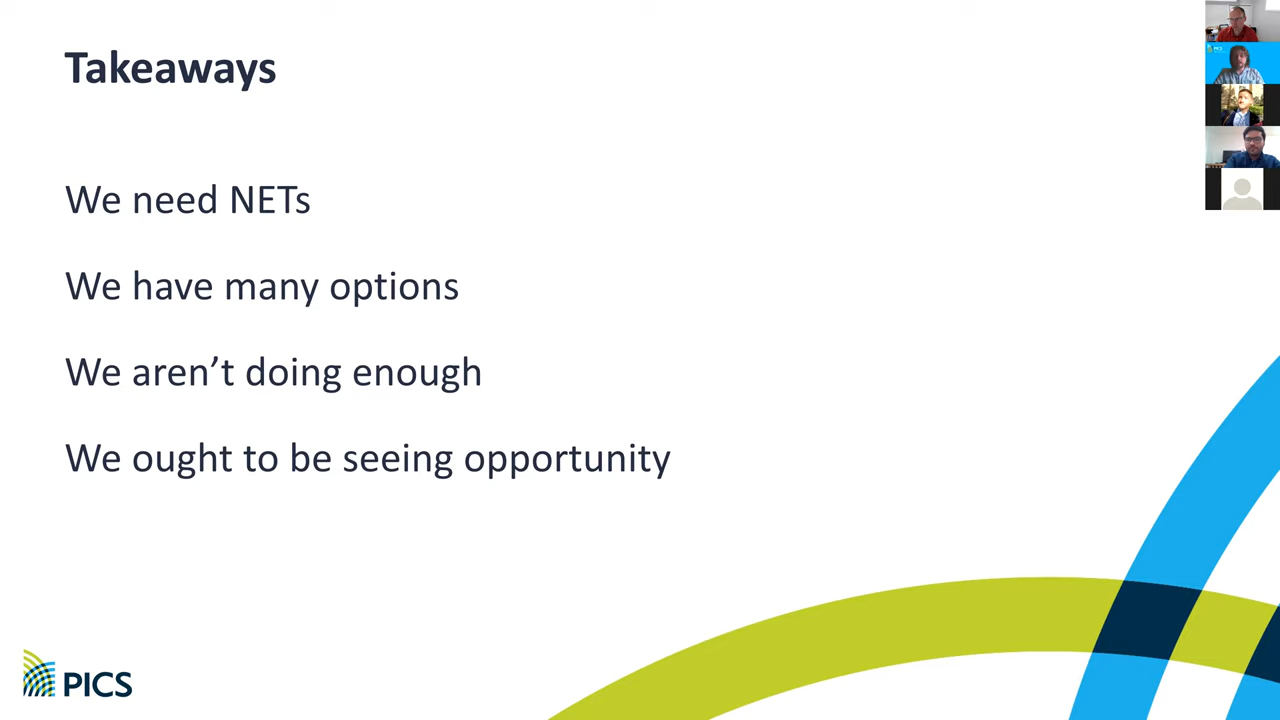 Takeaways
We need NETs
We have many options
We aren’t doing enough
We ought to be seeing opportunity
PICS
PICS